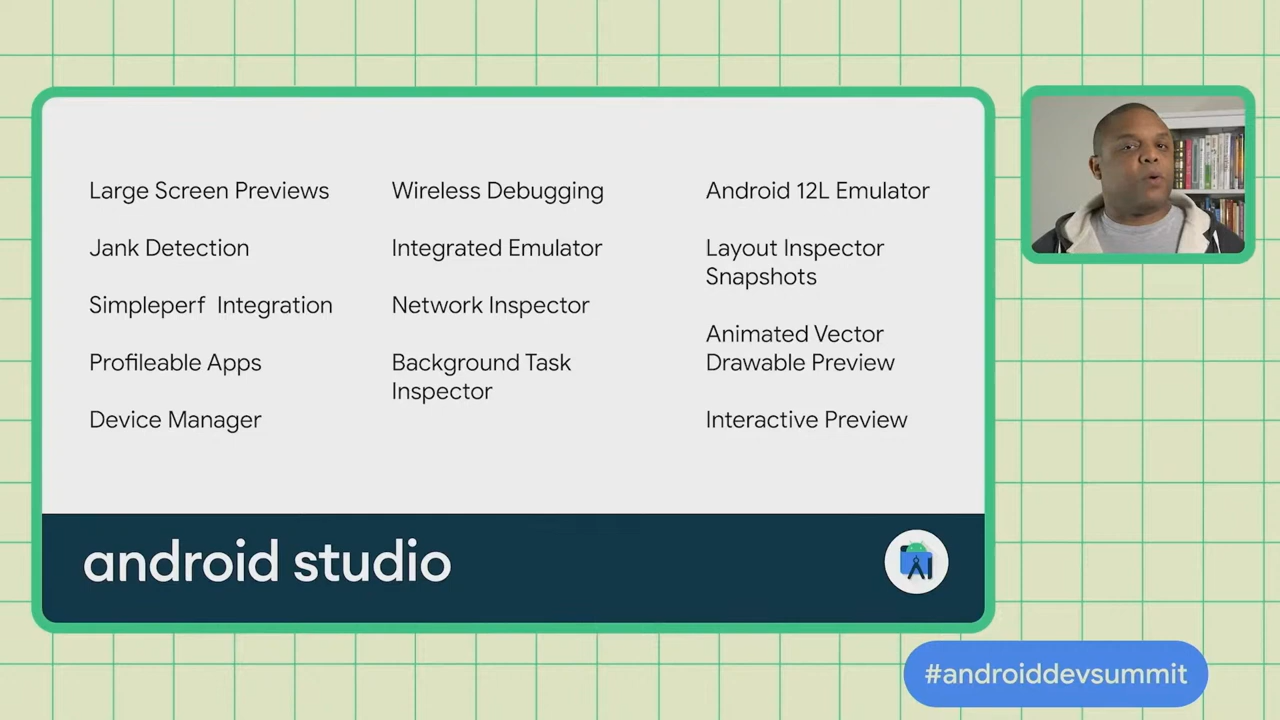 Large Screen Previews
Jank Detection
Simpleperf Integration
Profileable Apps
Device Manager
Wireless Debugging
Integrated Emulator
Network Inspector
Background Task
Inspector
Android 12L Emulator
Layout Inspector
Snapshots
Animated Vector
Drawable Preview
Interactive Preview
android studio
#androiddevsummit